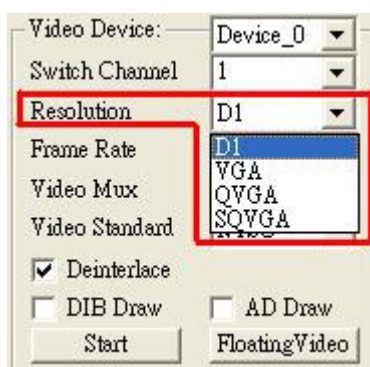 Video Device: Device_0
Switch Channel 1
Resolution D1
Frame Rate D1
VGA
Video Mux QVGA
SQVGA
Video Standard
Deinterlace
DIB Draw AD Draw
Start FloatingVideo